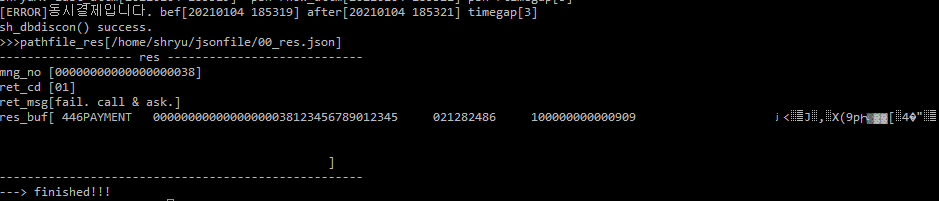 [ERROR]동시결제입니다. bef[20210104 185319] after[20210104 185321] timegap[3]
sh_dbdiscon() success.
>>>pathfile_res[/home/shryu/jsonfile/00_res.json]
------------------- res ----------------------------
mng_no [00000000000000000038]
ret_cd [01]
ret_msg[fail. call & ask.]
res_buf[ 446PAYMENT   00000000000000000038123456789012345     021282486     100000000000909
]
----------------------------------------------------
---> finished!!!